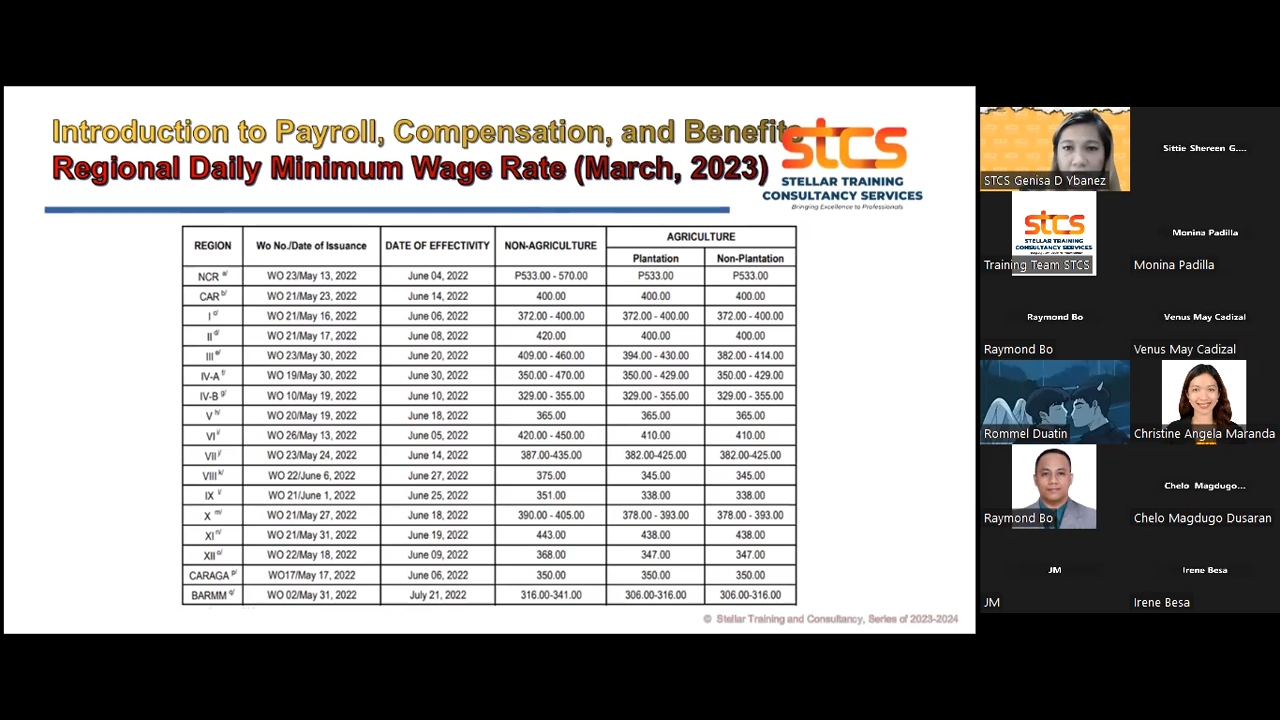 Introduction to Payroll, Compensation, and Benefits
Regional Daily Minimum Wage Rate (March, 2023)
stcs
STELLAR TRAINING
CONSULTANCY SERVICES
Bringing Excellence to Professionals
REGION Wo No./Date of Issuance DATE OF EFFECTIVITY NON-AGRICULTURE AGRICULTURE
Plantation Non-Plantation
NCR a/ WO 23/May 13, 2022 June 04, 2022 P533.00 - 570.00 P533.00 P533.00
CAR b/ WO 21/May 23, 2022 June 14, 2022 400.00 400.00 400.00
I c/ WO 21/May 16, 2022 June 06, 2022 372.00 - 400.00 372.00 - 400.00 372.00 - 400.00
II d/ WO 21/May 17, 2022 June 08, 2022 420.00 400.00 400.00
III e/ WO 23/May 30, 2022 June 20, 2022 409.00 - 460.00 394.00 - 430.00 382.00 - 414.00
IV-A f/ WO 19/May 30, 2022 June 30, 2022 350.00 - 470.00 350.00 - 429.00 350.00 - 429.00
IV-B g/ WO 10/May 19, 2022 June 10, 2022 329.00 - 355.00 329.00 - 355.00 329.00 - 355.00
V h/ WO 20/May 19, 2022 June 18, 2022 365.00 365.00 365.00
VI i/ WO 26/May 13, 2022 June 05, 2022 420.00 - 450.00 410.00 410.00
VII j/ WO 23/May 24, 2022 June 14, 2022 387.00-435.00 382.00-425.00 382.00-425.00
VIII k/ WO 22/June 6, 2022 June 27, 2022 375.00 345.00 345.00
IX l/ WO 21/June 1, 2022 June 25, 2022 351.00 338.00 338.00
X m/ WO 21/May 27, 2022 June 18, 2022 390.00 - 405.00 378.00 - 393.00 378.00 - 393.00
XI n/ WO 21/May 31, 2022 June 19, 2022 443.00 438.00 438.00
XII o/ WO 22/May 18, 2022 June 09, 2022 368.00 347.00 347.00
CARAGA p/ WO17/May 17, 2022 June 06, 2022 350.00 350.00 350.00
BARMM q/ WO 02/May 31, 2022 July 21, 2022 316.00-341.00 306.00-316.00 306.00-316.00
© Stellar Training and Consultancy, Series of 2023-2024
STCS Genisa D Ybanez
Sittie Shereen G....
stcs
STELLAR TRAINING
CONSULTANCY SERVICES
Training Team STCS
Monina Padilla
Monina Padilla
Raymond Bo
Raymond Bo
Venus May Cadizal
Venus May Cadizal
Rommel Duatin
Christine Angela Maranda
Raymond Bo
Chelo Magdugo...
Chelo Magdugo Dusaran
JM
JM
Irene Besa
Irene Besa